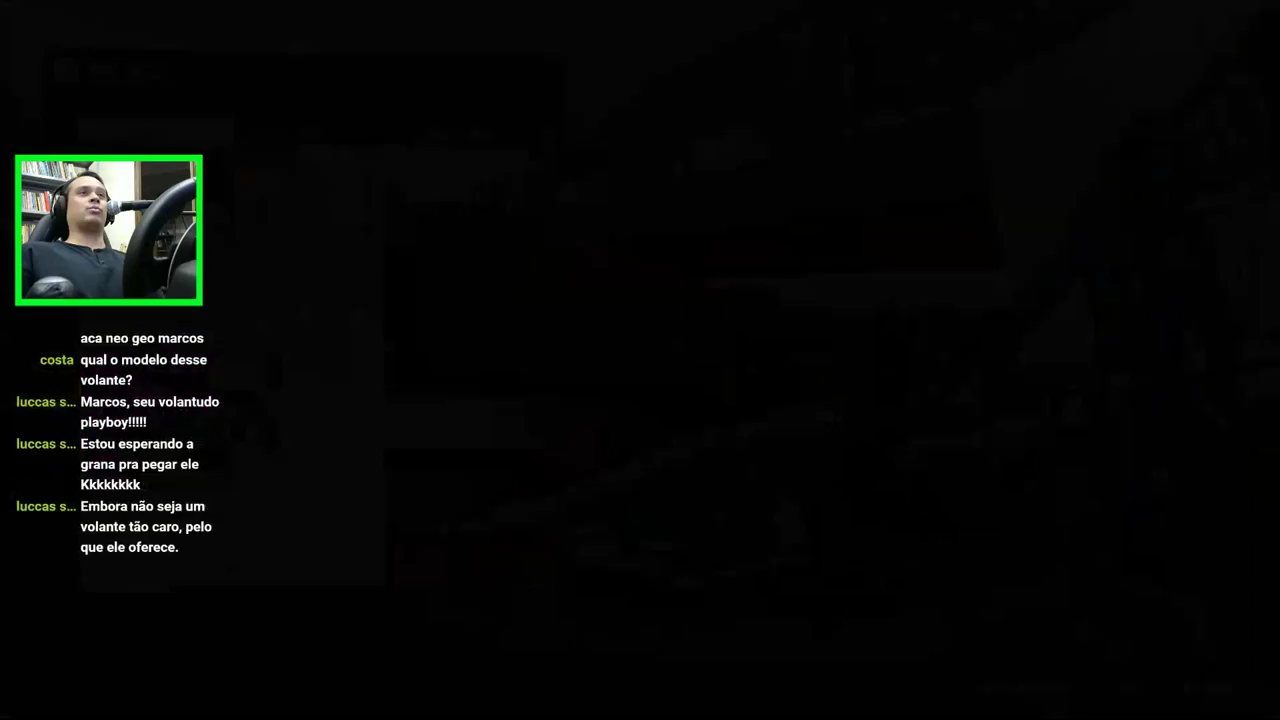 aca neo geo marcos
costa qual o modelo desse
volante?
luccas s... Marcos, seu volantudo
playboy!!!!!
luccas s... Estou esperando a
grana pra pegar ele
Kkkkkkkk
luccas s... Embora não seja um
volante tão caro, pelo
que ele oferece.